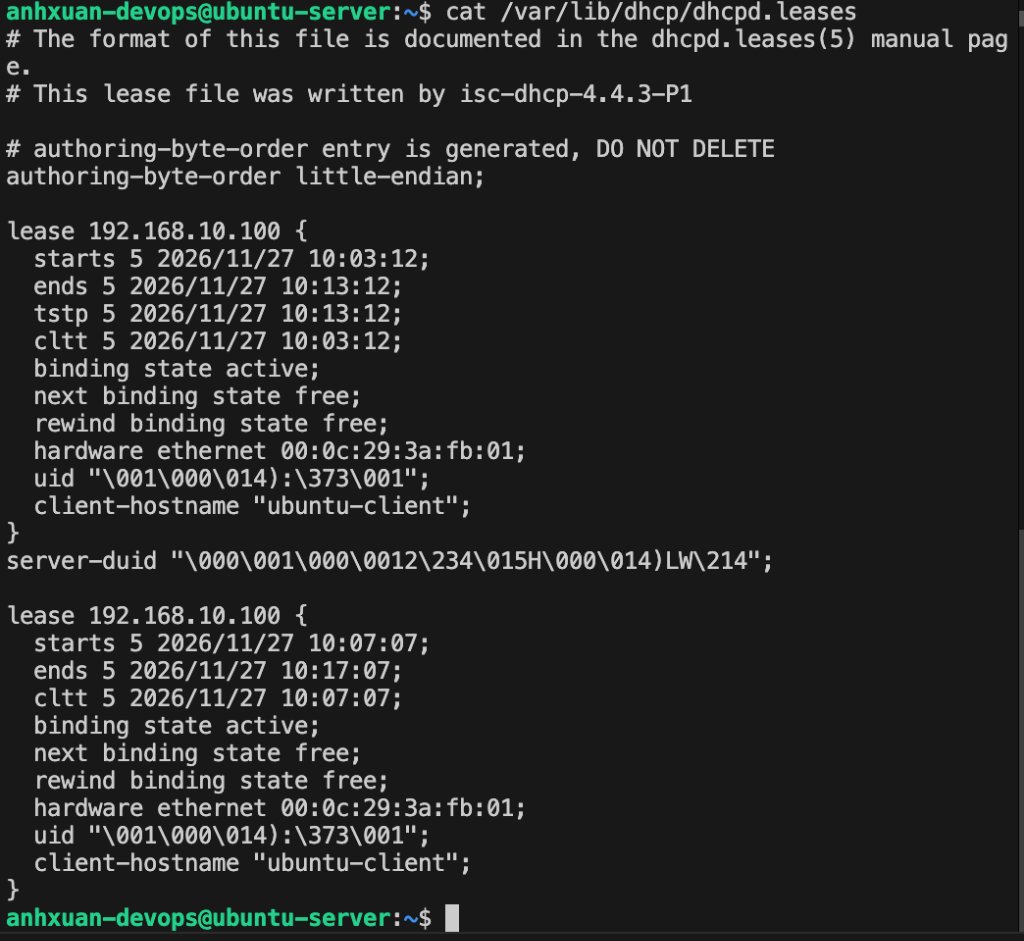 anhxuan-devops@ubuntu-server:~$ cat /var/lib/dhcp/dhcpd.leases
# The format of this file is documented in the dhcpd.leases(5) manual pag
e.
# This lease file was written by isc-dhcp-4.4.3-P1

# authoring-byte-order entry is generated, DO NOT DELETE
authoring-byte-order little-endian;

lease 192.168.10.100 {
  starts 5 2026/11/27 10:03:12;
  ends 5 2026/11/27 10:13:12;
  tstp 5 2026/11/27 10:13:12;
  cltt 5 2026/11/27 10:03:12;
  binding state active;
  next binding state free;
  rewind binding state free;
  hardware ethernet 00:0c:29:3a:fb:01;
  uid "\001\000\014):\373\001";
  client-hostname "ubuntu-client";
}
server-duid "\000\001\000\0012\234\015H\000\014)LW\214";

lease 192.168.10.100 {
  starts 5 2026/11/27 10:07:07;
  ends 5 2026/11/27 10:17:07;
  cltt 5 2026/11/27 10:07:07;
  binding state active;
  next binding state free;
  rewind binding state free;
  hardware ethernet 00:0c:29:3a:fb:01;
  uid "\001\000\014):\373\001";
  client-hostname "ubuntu-client";
}
anhxuan-devops@ubuntu-server:~$